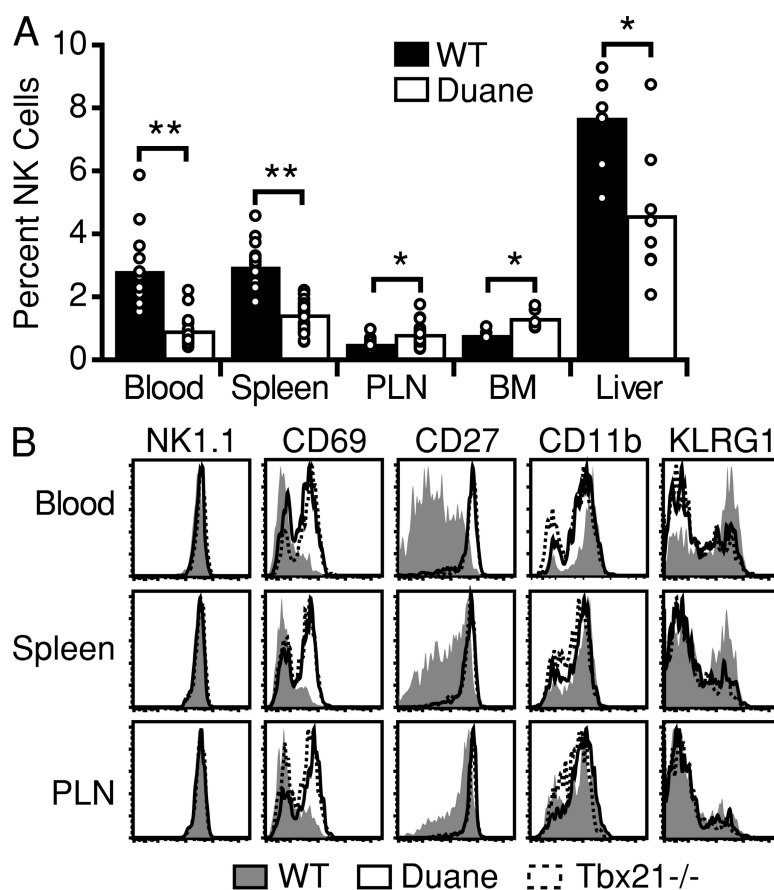 A
Percent NK Cells
10
8
6
4
2
0
WT
Duane
**
**
*
*
*
Blood Spleen PLN BM Liver
B
NK1.1 CD69 CD27 CD11b KLRG1
Blood
Spleen
PLN
WT Duane Tbx21-/-